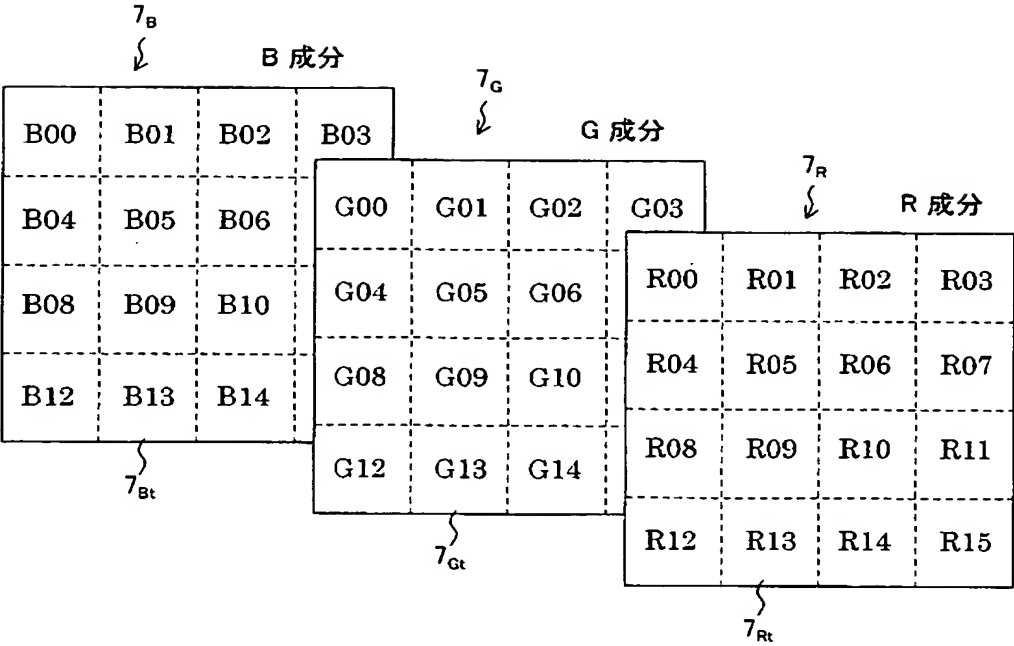 7B
B 成分
B00 B01 B02 B03
B04 B05 B06
B08 B09 B10
B12 B13 B14
7Bt
7G
G 成分
G00 G01 G02 G03
G04 G05 G06
G08 G09 G10
G12 G13 G14
7Gt
7R
R 成分
R00 R01 R02 R03
R04 R05 R06 R07
R08 R09 R10 R11
R12 R13 R14 R15
7Rt